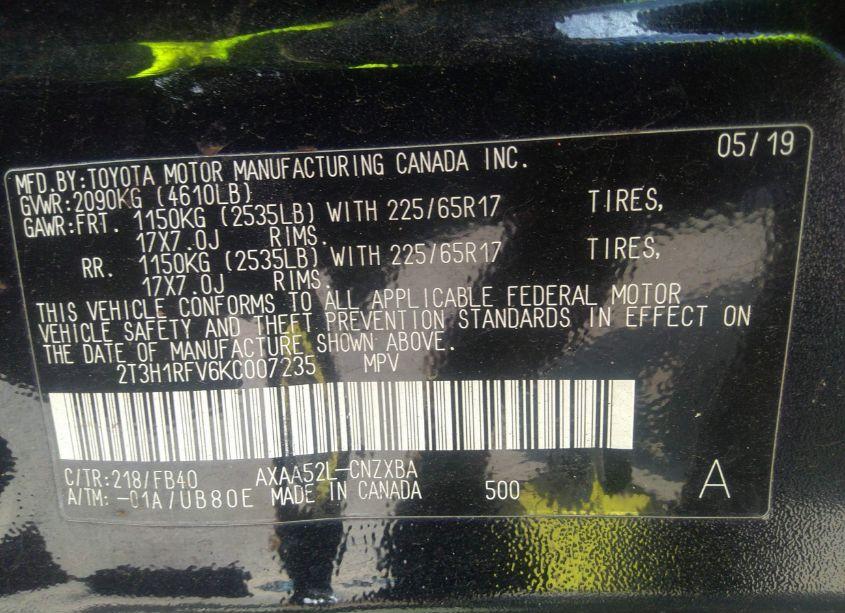 05/19
MFD.BY:TOYOTA MOTOR MANUFACTURING CANADA INC.
GVWR:2090KG (4610LB)
GAWR:FRT. 1150KG (2535LB) WITH 225/65R17 TIRES,
17X7.0J RIMS.
RR. 1150KG (2535LB) WITH 225/65R17 TIRES,
17X7.0J RIMS.
THIS VEHICLE CONFORMS TO ALL APPLICABLE FEDERAL MOTOR
VEHICLE SAFETY AND THEFT PREVENTION STANDARDS IN EFFECT ON
THE DATE OF MANUFACTURE SHOWN ABOVE.
2T3H1RFV6KC007235 MPV
C/TR:218/FB40 AXAA52L-CNZXBA
A/TM: -01A/UB80E MADE IN CANADA 500 A